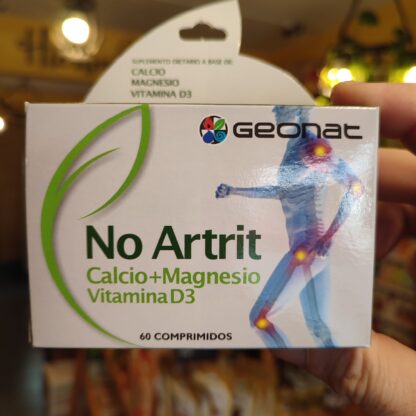 SUPLEMENTO DIETARIO A BASE DE:
CALCIO
MAGNESIO
VITAMINA D3
Geonat
No Artrit
Calcio+Magnesio
Vitamina D3
60 COMPRIMIDOS